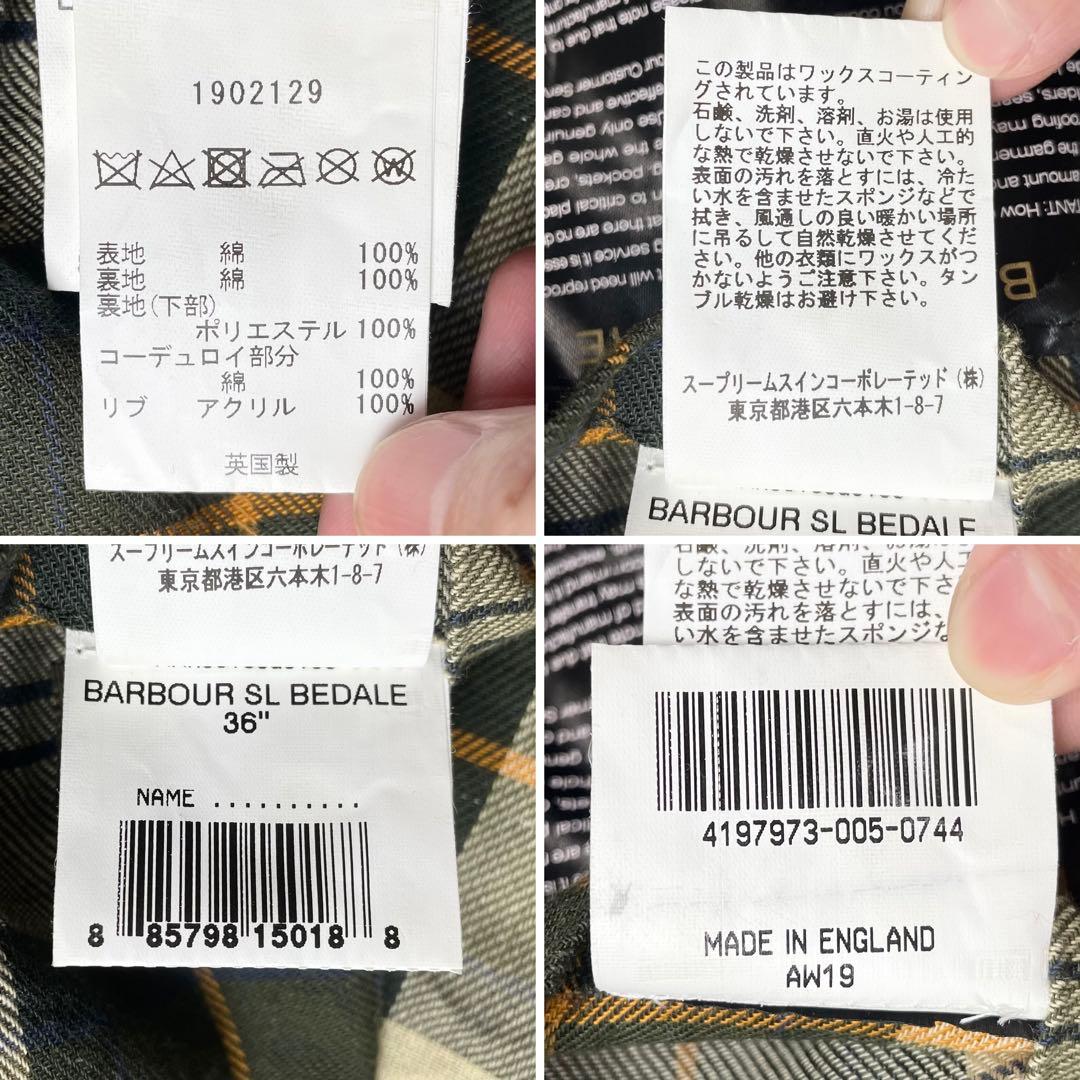 1902129
表地 綿 100%
裏地 綿 100%
裏地(下部)
ポリエステル 100%
コーデュロイ部分
綿 100%
リブ アクリル 100%
英国製
この製品はワックスコーティン
グされています。
石鹸、洗剤、溶剤、お湯は使用
しないで下さい。直火や人工的
な熱で乾燥させないで下さい。
表面の汚れを落とすには、冷た
い水を含ませたスポンジなどで
拭き、風通しの良い暖かい場所
に吊るして自然乾燥させてくだ
さい。他の衣類にワックスがつ
かないようご注意下さい。タン
ブル乾燥はお避け下さい。
スープリームスインコーポレーテッド(株)
東京都港区六本木1-8-7
BARBOUR SL BEDALE
スープリームスインコーポレーテッド(株)
東京都港区六本木1-8-7
BARBOUR SL BEDALE
36"
NAME ..........
8 85798 15018 8
しないで下さい。直火や人工
な熱で乾燥させないで下さ
表面の汚れを落とすには、
い水を含ませたスポンジな
4197973-005-0744
MADE IN ENGLAND
AW19